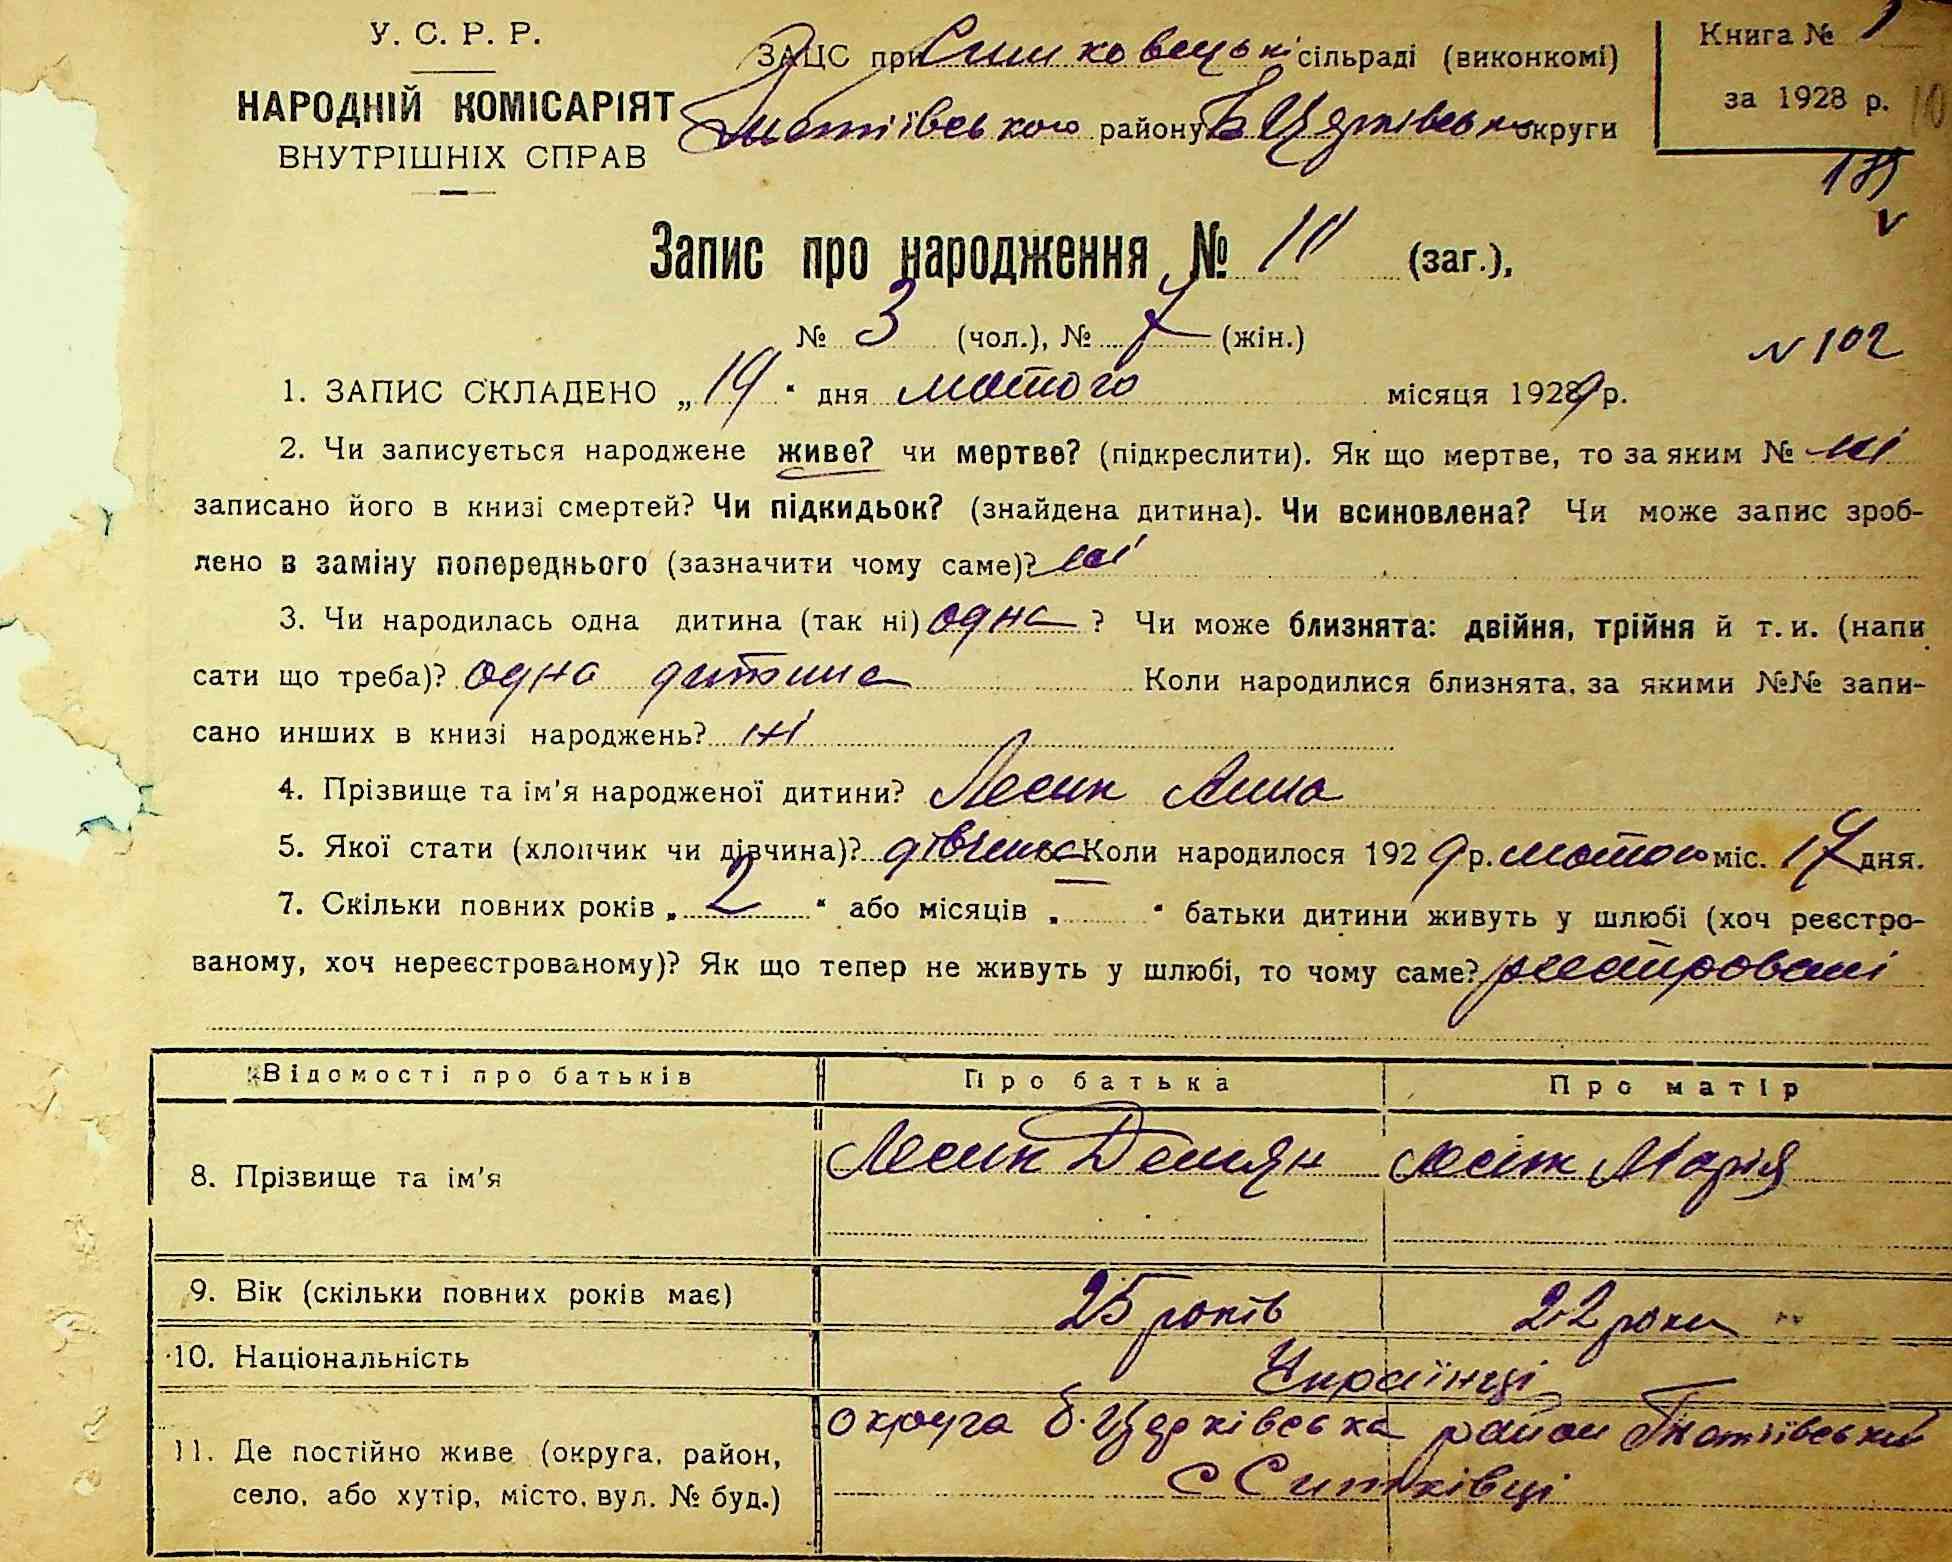 У. С. Р. Р.
НАРОДНІЙ КОМІСАРІЯТ
ВНУТРІШНІХ СПРАВ
ЗАЦС при сільраді (виконкомі)
району Б Церківсько округи
Книга № 1
за 1928 р. 10
Запис про народження № (заг.),
№ 3 (чол.), № 7 (жін.)
N 102
1. ЗАПИС СКЛАДЕНО „19“ дня лютого місяця 1929 р.
2. Чи записується народжене живе? чи мертве? (підкреслити). Як що мертве, то за яким № ні
записано його в книзі смертей? Чи підкидьок? (знайдена дитина). Чи всиновлена? Чи може запис зроб-
лено в заміну попереднього (зазначити чому саме)? ні
3. Чи народилась одна дитина (так ні) одна ? Чи може близнята: двійня, трійня й т. и. (напи
сати що треба)? одна дитина Коли народилися близнята, за якими №№ запи-
сано инших в книзі народжень? ні
4. Прізвище та ім'я народженої дитини? Лесик Анна
5. Якої стати (хлопчик чи дівчина)? дівчина Коли народилося 1929 р. лютого міс. 17 дня.
7. Скільки повних років „2“ або місяців „ “ батьки дитини живуть у шлюбі (хоч реєстро-
ваному, хоч нереєстрованому)? Як що тепер не живуть у шлюбі, то чому саме?
Відомості про батьків Про батька Про матір
8. Прізвище та ім'я Лесик Демян Лесік Марія
9. Вік (скільки повних років має) 25 років 22 роки
10. Національність Українці
11. Де постійно живе (округа, район, округа Б. Церківська район Тетіївський
село, або хутір, місто, вул. № буд.) с